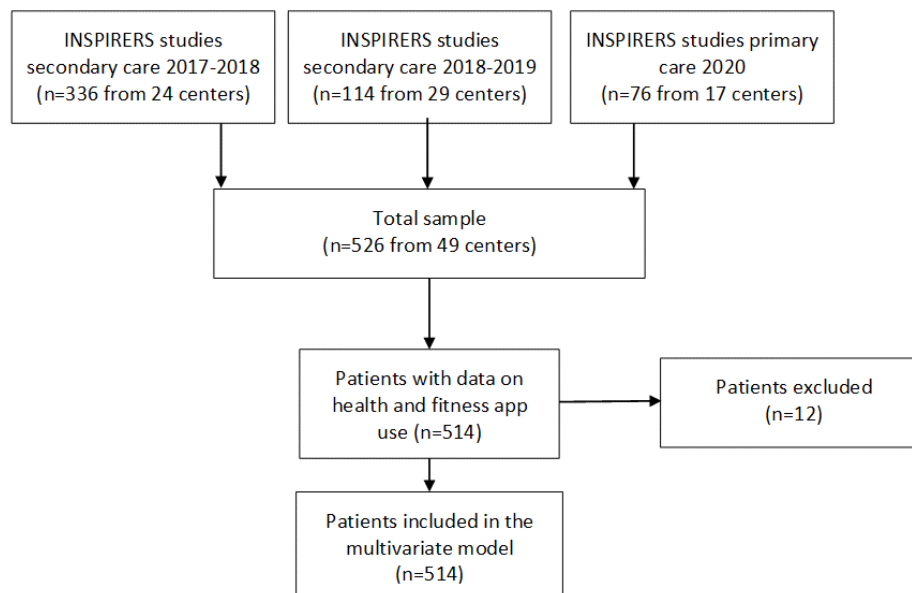 INSPIRERS studies
secondary care 2017-2018
(n=336 from 24 centers)
INSPIRERS studies
secondary care 2018-2019
(n=114 from 29 centers)
INSPIRERS studies primary
care 2020
(n=76 from 17 centers)
Total sample
(n=526 from 49 centers)
Patients with data on
health and fitness app
use (n=514)
Patients excluded
(n=12)
Patients included in the
multivariate model
(n=514)